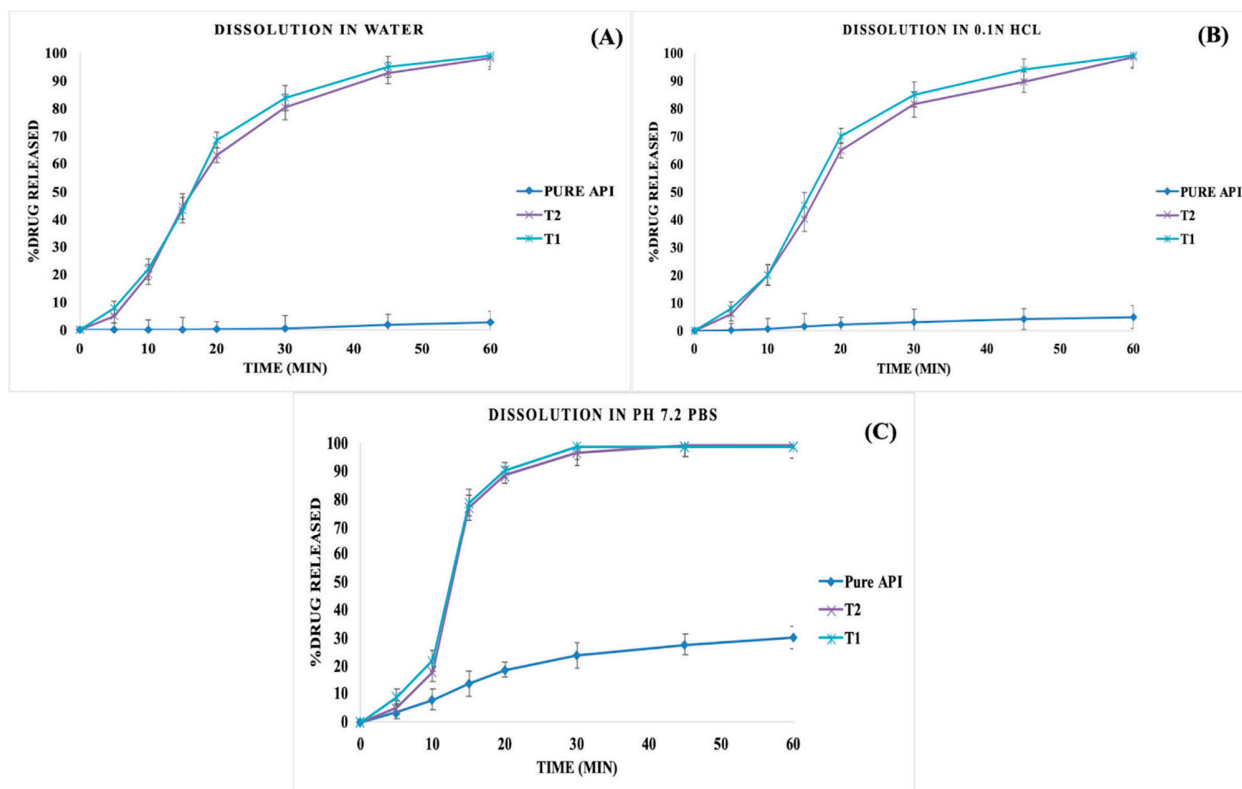 DISSOLUTION IN WATER
(A)
%DRUG RELEASED
100
90
80
70
60
50
40
30
20
10
0
0 10 20 30 40 50 60
TIME (MIN)
PURE API
T2
T1
DISSOLUTION IN 0.1N HCL
(B)
%DRUG RELEASED
100
90
80
70
60
50
40
30
20
10
0
0 10 20 30 40 50 60
TIME (MIN)
PURE API
T2
T1
DISSOLUTION IN PH 7.2 PBS
(C)
%DRUG RELEASED
100
90
80
70
60
50
40
30
20
10
0
0 10 20 30 40 50 60
TIME (MIN)
Pure API
T2
T1